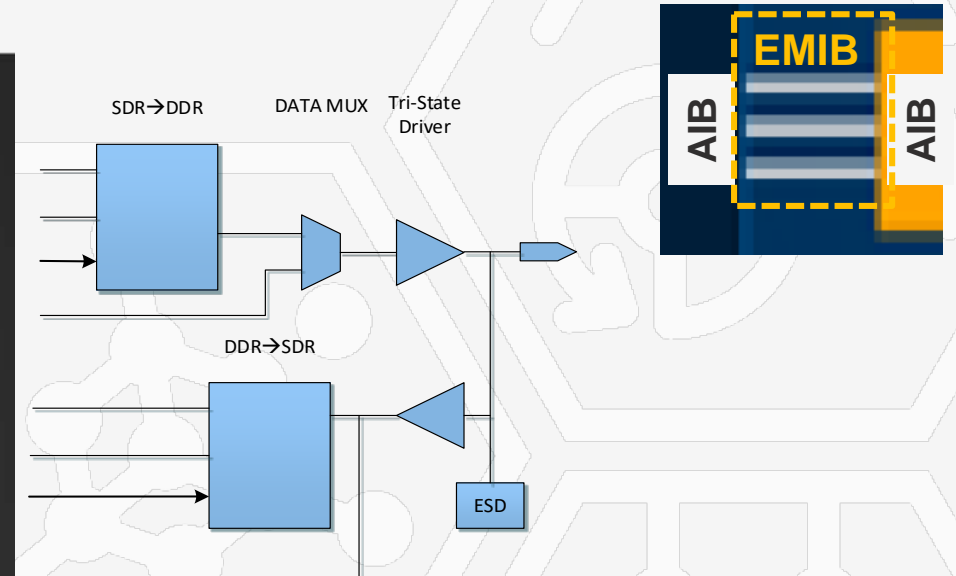 SDR→DDR
DATA MUX
Tri-State
Driver
EMIB
AIB
AIB
DDR→SDR
ESD